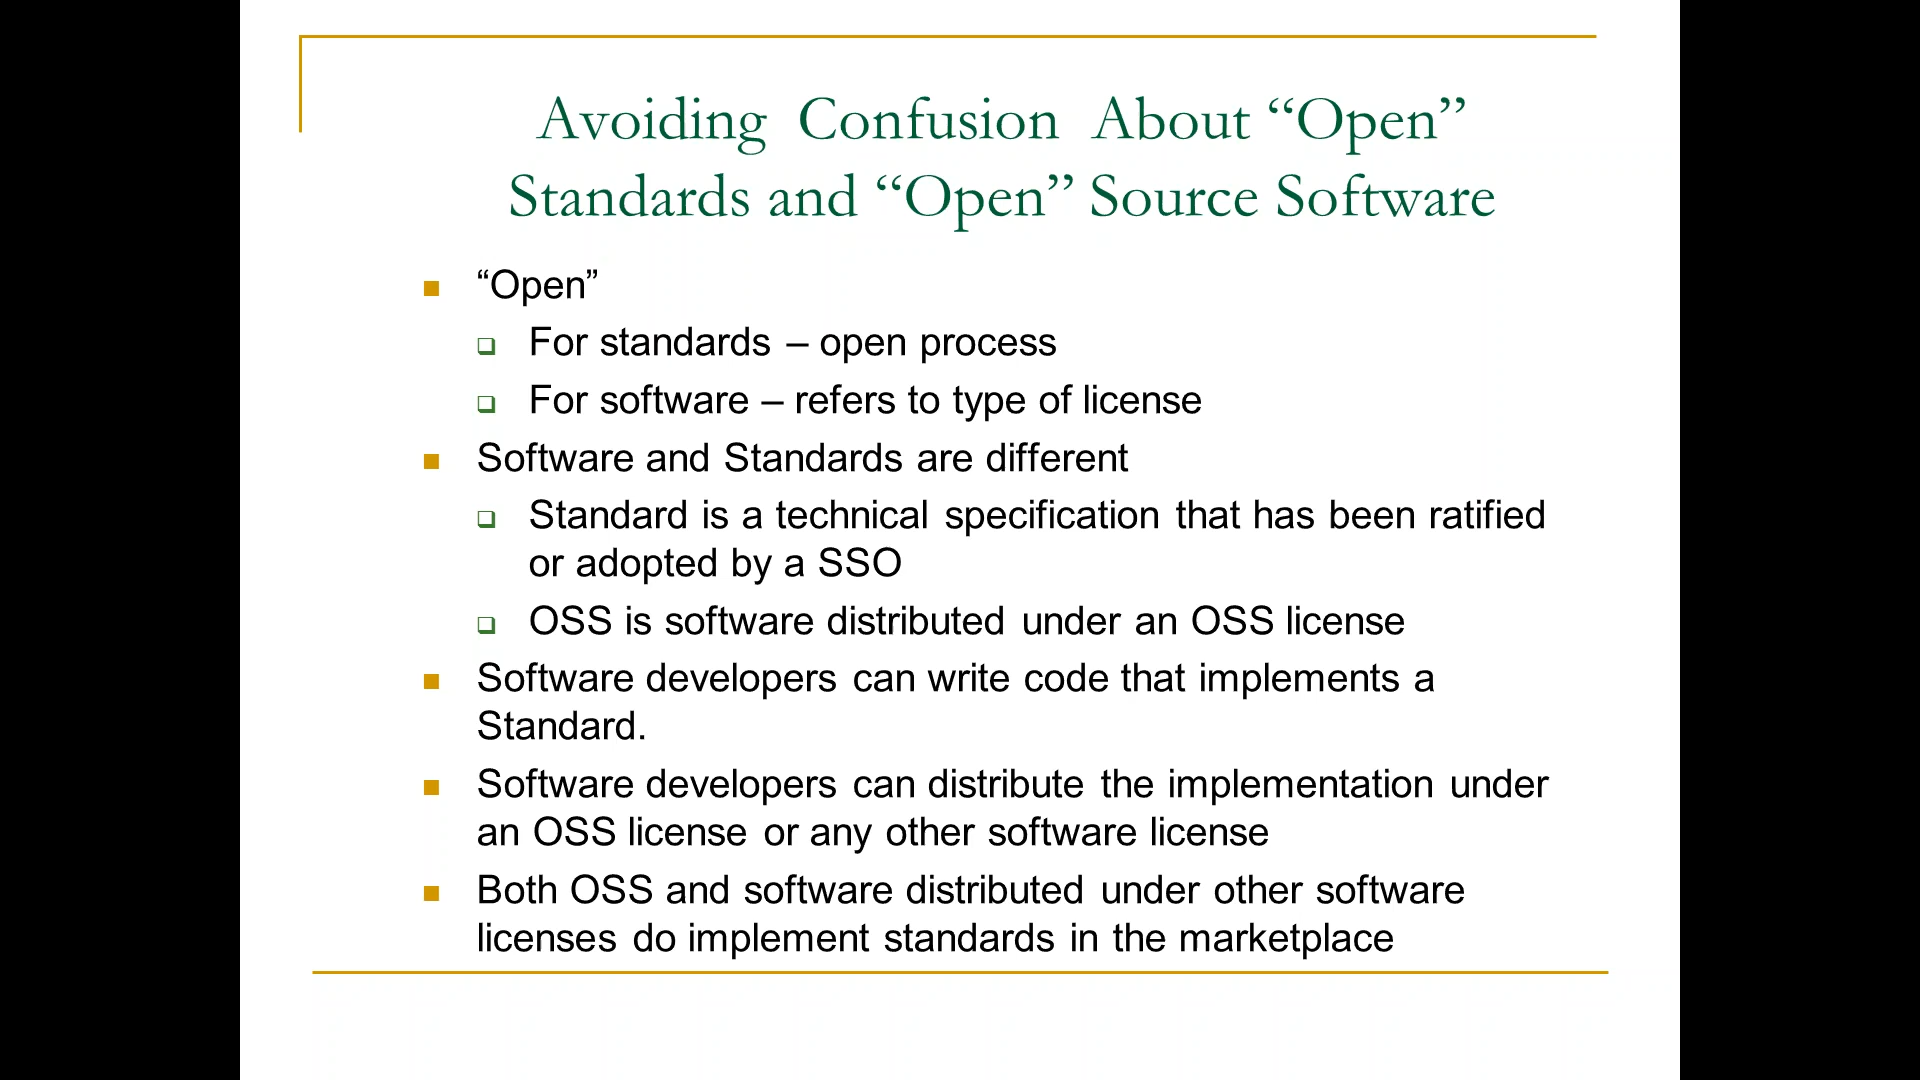 Avoiding Confusion About “Open”
Standards and “Open” Source Software
“Open”
For standards – open process
For software – refers to type of license
Software and Standards are different
Standard is a technical specification that has been ratified
or adopted by a SSO
OSS is software distributed under an OSS license
Software developers can write code that implements a
Standard.
Software developers can distribute the implementation under
an OSS license or any other software license
Both OSS and software distributed under other software
licenses do implement standards in the marketplace